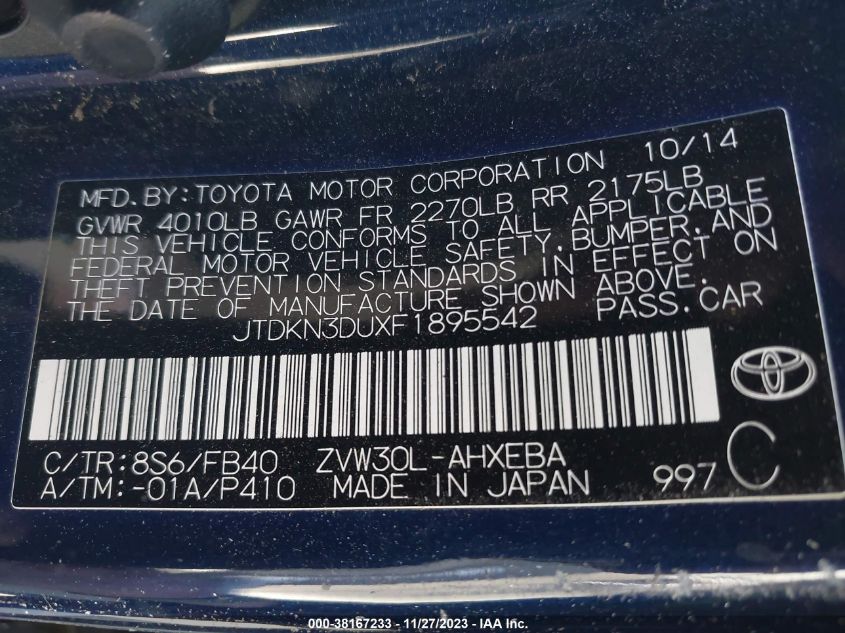 MFD. BY: TOYOTA MOTOR CORPORATION 10/14
GVWR 4010LB GAWR FR 2270LB RR 2175LB
THIS VEHICLE CONFORMS TO ALL APPLICABLE
FEDERAL MOTOR VEHICLE SAFETY, BUMPER, AND
THEFT PREVENTION STANDARDS IN EFFECT ON
THE DATE OF MANUFACTURE SHOWN ABOVE.
JTDKN3DUXF1895542 PASS. CAR
C/TR: 8S6/FB40 ZVW30L-AHXEBA
A/TM: -01A/P410 MADE IN JAPAN 997 C
000-38167233 - 11/27/2023 - IAA Inc.